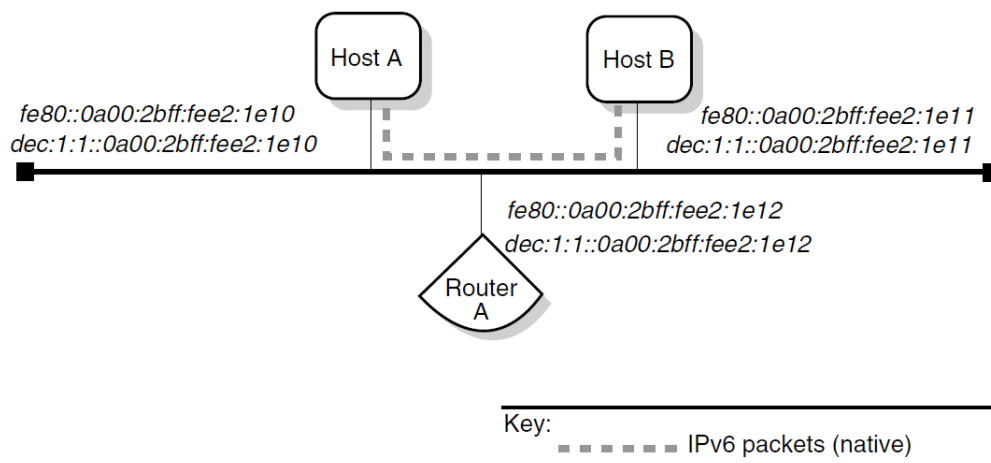 Host A
Host B
fe80::0a00:2bff:fee2:1e10
dec:1:1::0a00:2bff:fee2:1e10
fe80::0a00:2bff:fee2:1e11
dec:1:1::0a00:2bff:fee2:1e11
fe80::0a00:2bff:fee2:1e12
dec:1:1::0a00:2bff:fee2:1e12
Router
A
Key:
IPv6 packets (native)